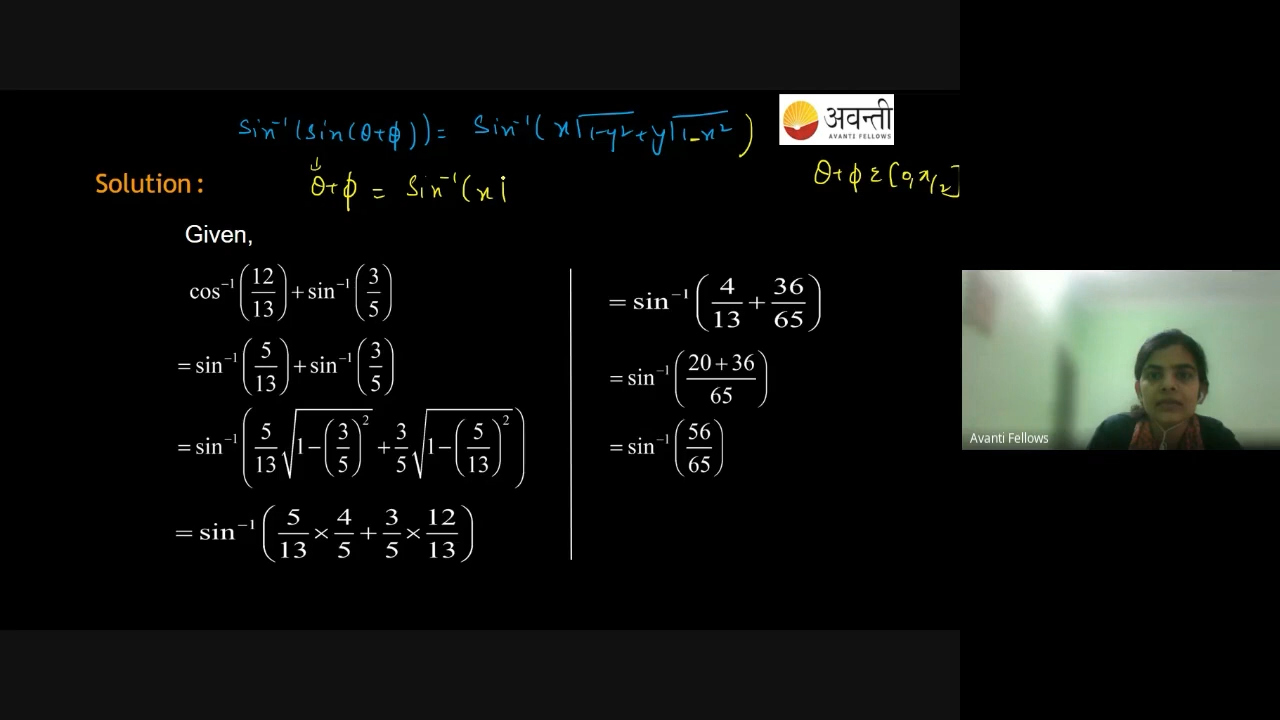 sin⁻¹(sin(θ+ϕ)) = sin⁻¹(x√1-y² + y√1-x²)
अवन्ती
AVANTI FELLOWS
Solution :
θ+ϕ = sin⁻¹(x
θ+ϕ ε [0, π/2]
Given,
cos⁻¹(12/13) + sin⁻¹(3/5)
= sin⁻¹(5/13) + sin⁻¹(3/5)
= sin⁻¹(5/13 √1-(3/5)² + 3/5 √1-(5/13)²)
= sin⁻¹(5/13 × 4/5 + 3/5 × 12/13)
= sin⁻¹(4/13 + 36/65)
= sin⁻¹(20+36/65)
= sin⁻¹(56/65)
Avanti Fellows